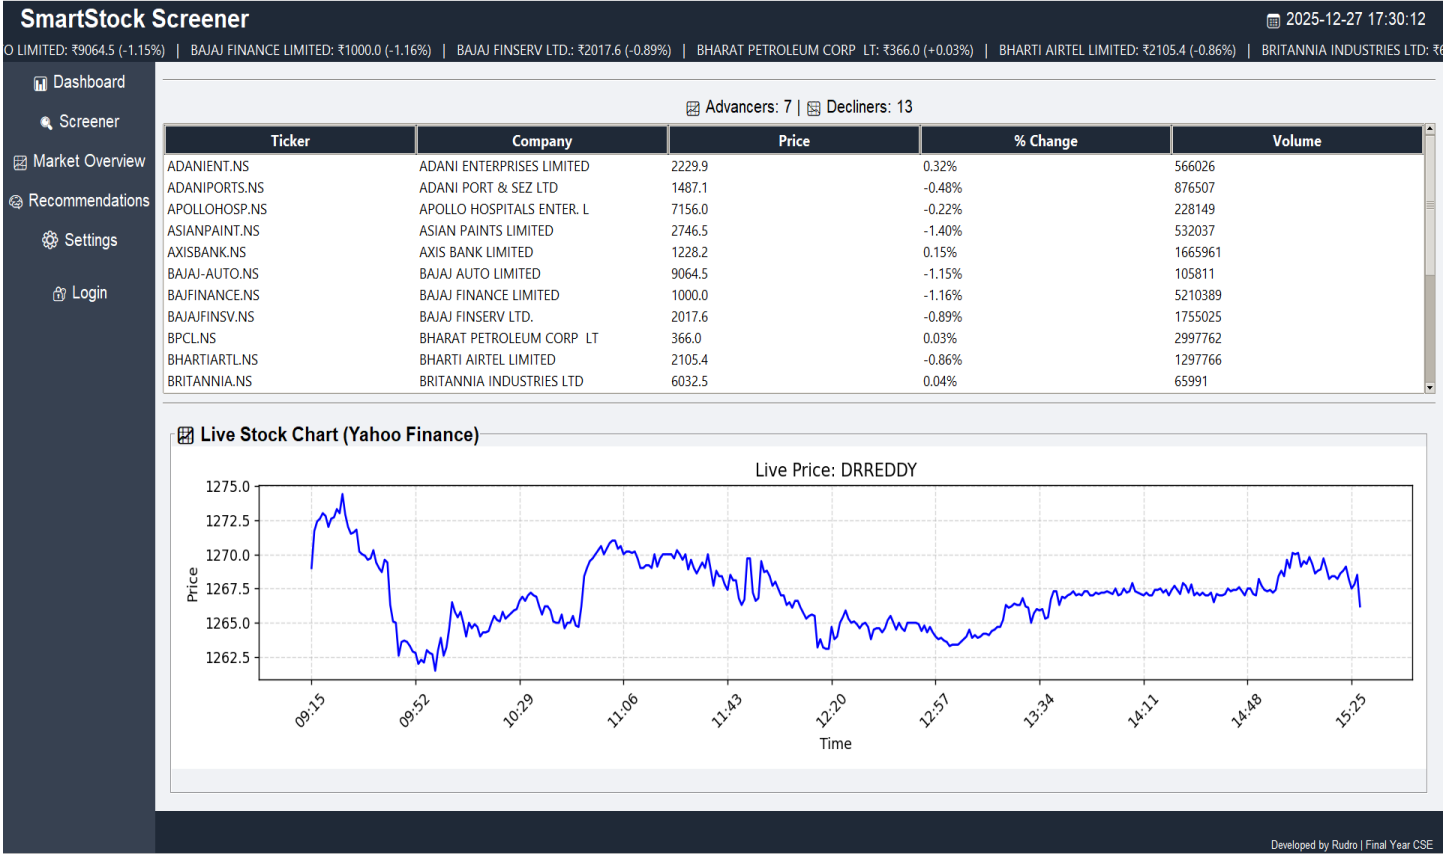 SmartStock Screener
2025-12-27 17:30:12
O LIMITED: ₹9064.5 (-1.15%) | BAJAJ FINANCE LIMITED: ₹1000.0 (-1.16%) | BAJAJ FINSERV LTD.: ₹2017.6 (-0.89%) | BHARAT PETROLEUM CORP  LT: ₹366.0 (+0.03%) | BHARTI AIRTEL LIMITED: ₹2105.4 (-0.86%) | BRITANNIA INDUSTRIES LTD: ₹6
Dashboard
Screener
Market Overview
Recommendations
Settings
Login
Advancers: 7 | Decliners: 13
Ticker Company Price % Change Volume
ADANIENT.NS ADANI ENTERPRISES LIMITED 2229.9 0.32% 566026
ADANIPORTS.NS ADANI PORT & SEZ LTD 1487.1 -0.48% 876507
APOLLOHOSP.NS APOLLO HOSPITALS ENTER. L 7156.0 -0.22% 228149
ASIANPAINT.NS ASIAN PAINTS LIMITED 2746.5 -1.40% 532037
AXISBANK.NS AXIS BANK LIMITED 1228.2 0.15% 1665961
BAJAJ-AUTO.NS BAJAJ AUTO LIMITED 9064.5 -1.15% 105811
BAJFINANCE.NS BAJAJ FINANCE LIMITED 1000.0 -1.16% 5210389
BAJAJFINSV.NS BAJAJ FINSERV LTD. 2017.6 -0.89% 1755025
BPCL.NS BHARAT PETROLEUM CORP  LT 366.0 0.03% 2997762
BHARTIARTL.NS BHARTI AIRTEL LIMITED 2105.4 -0.86% 1297766
BRITANNIA.NS BRITANNIA INDUSTRIES LTD 6032.5 0.04% 65991
Live Stock Chart (Yahoo Finance)
Live Price: DRREDDY
1275.0
1272.5
1270.0
1267.5
1265.0
1262.5
Price
09:15 09:52 10:29 11:06 11:43 12:20 12:57 13:34 14:11 14:48 15:25
Time
Developed by Rudro | Final Year CSE